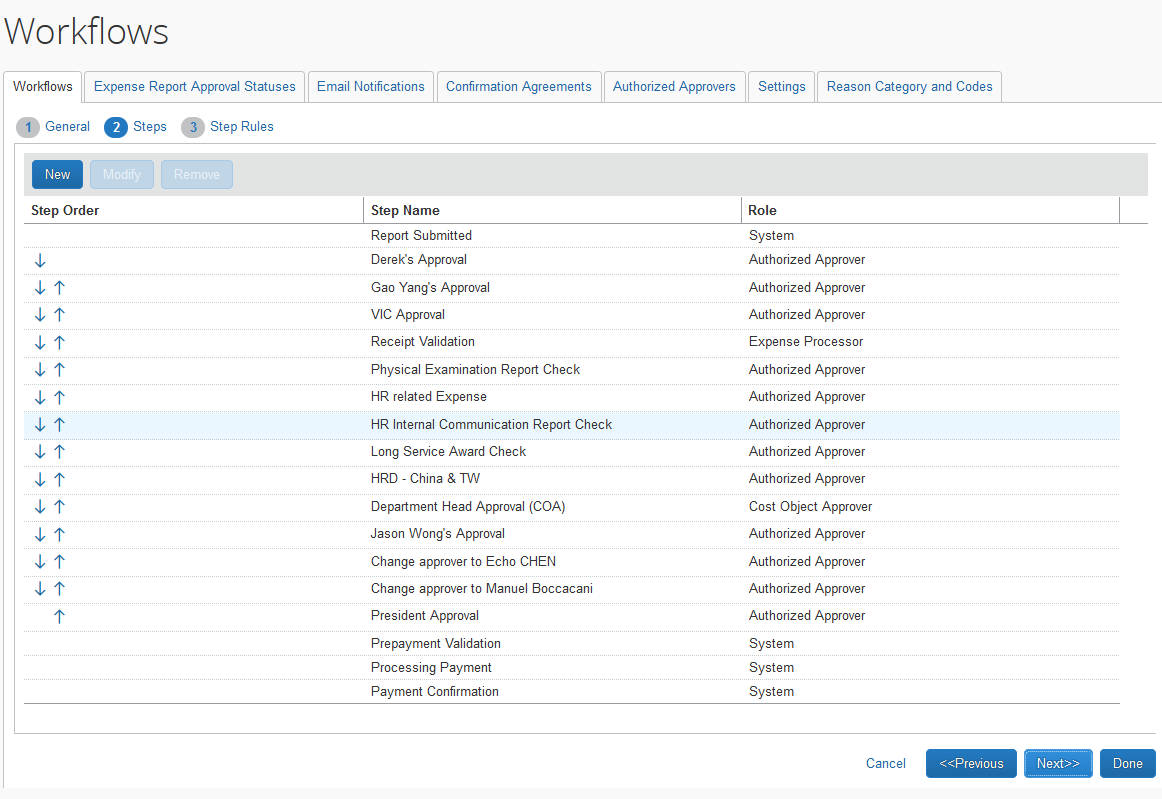 Workflows
Workflows Expense Report Approval Statuses Email Notifications Confirmation Agreements Authorized Approvers Settings Reason Category and Codes
1 General 2 Steps 3 Step Rules
New Modify Remove
Step Order Step Name Role
Report Submitted System
↓ Derek's Approval Authorized Approver
↓ ↑ Gao Yang's Approval Authorized Approver
↓ ↑ VIC Approval Authorized Approver
↓ ↑ Receipt Validation Expense Processor
↓ ↑ Physical Examination Report Check Authorized Approver
↓ ↑ HR related Expense Authorized Approver
↓ ↑ HR Internal Communication Report Check Authorized Approver
↓ ↑ Long Service Award Check Authorized Approver
↓ ↑ HRD - China & TW Authorized Approver
↓ ↑ Department Head Approval (COA) Cost Object Approver
↓ ↑ Jason Wong's Approval Authorized Approver
↓ ↑ Change approver to Echo CHEN Authorized Approver
↓ ↑ Change approver to Manuel Boccacani Authorized Approver
↑ President Approval Authorized Approver
Prepayment Validation System
Processing Payment System
Payment Confirmation System
Cancel <<Previous Next>> Done